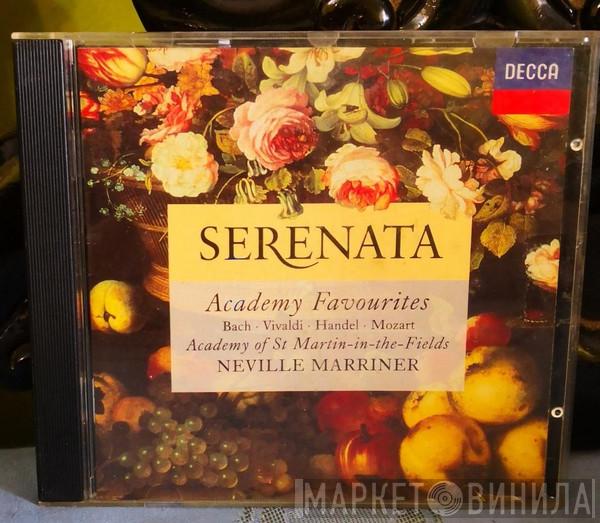 DECCA
SERENATA
Academy Favourites
Bach · Vivaldi · Handel · Mozart
Academy of St Martin-in-the-Fields
NEVILLE MARRINER
МАРКЕТ ВИНИЛА